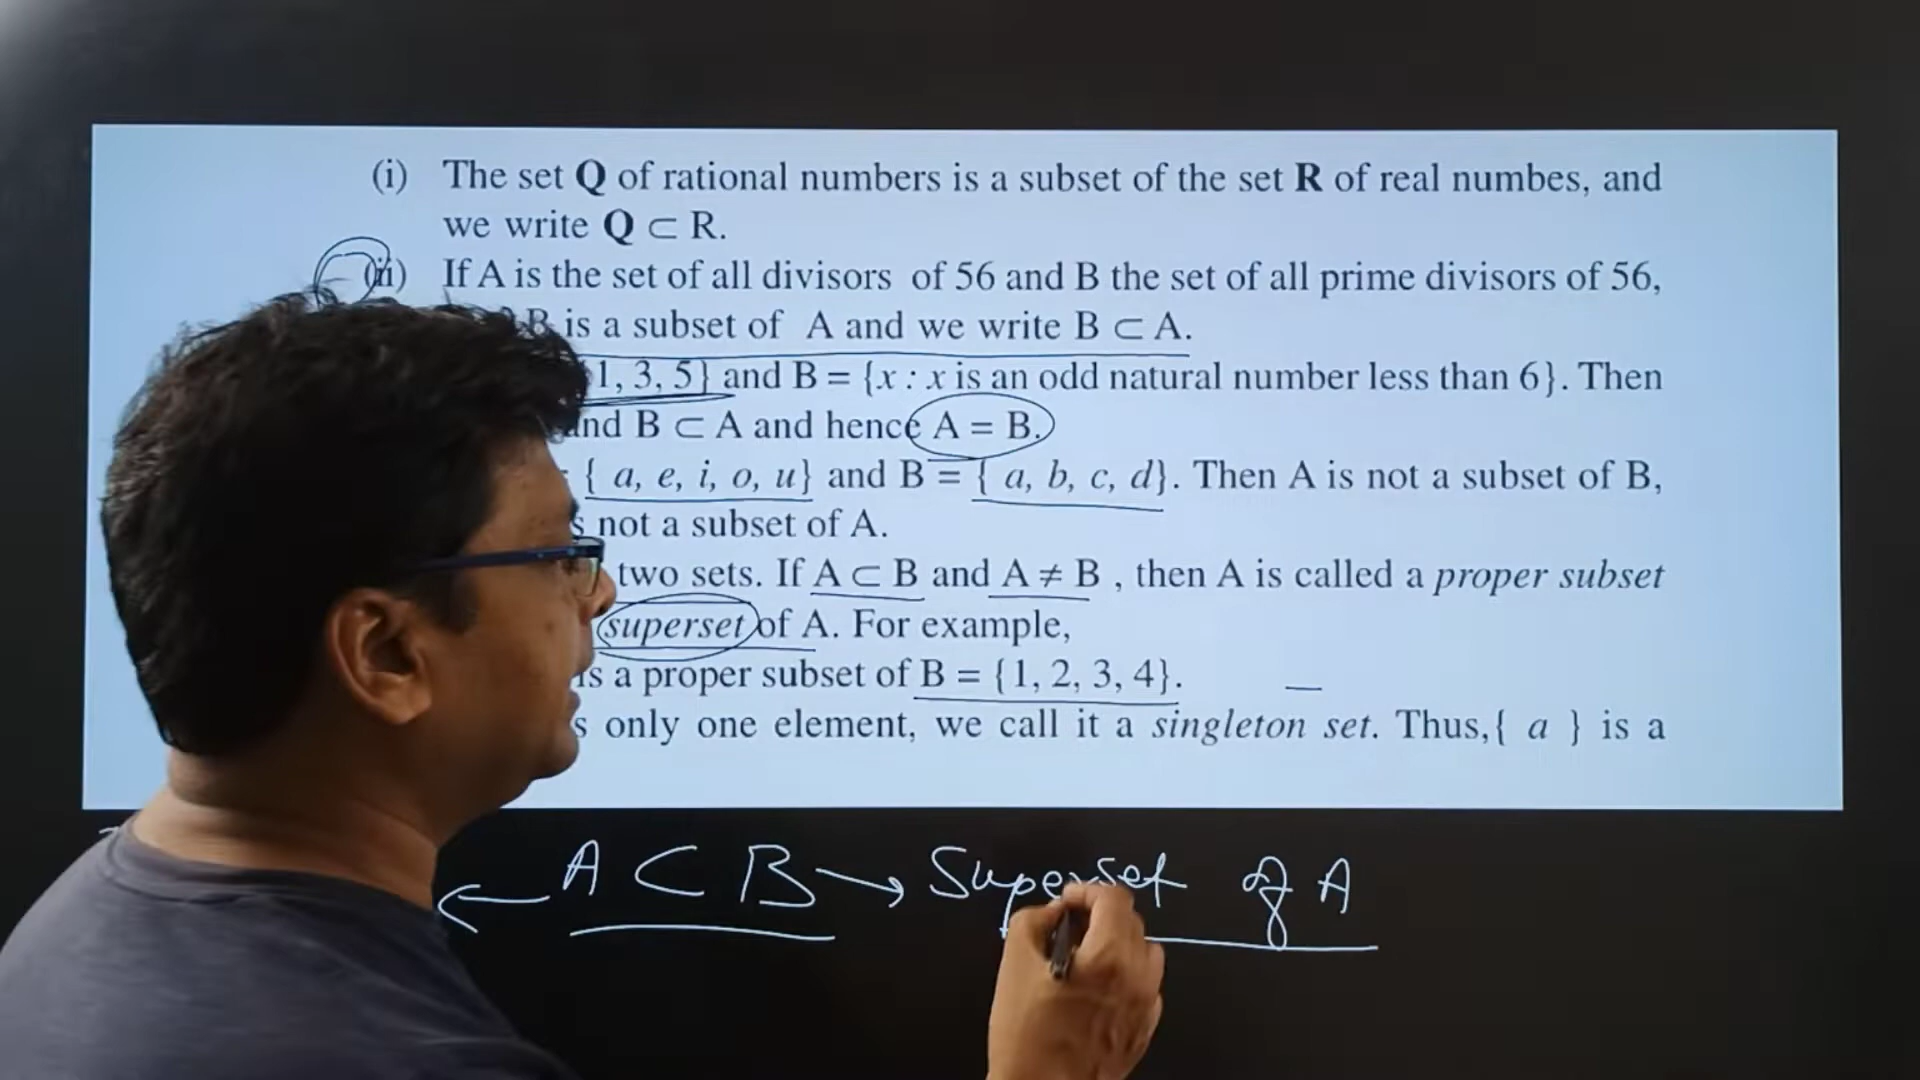 (i) The set Q of rational numbers is a subset of the set R of real numbes, and
we write Q ⊂ R.
(ii) If A is the set of all divisors of 56 and B the set of all prime divisors of 56,
B is a subset of A and we write B ⊂ A.
1, 3, 5} and B = {x : x is an odd natural number less than 6}. Then
and B ⊂ A and hence A = B.
{ a, e, i, o, u} and B = { a, b, c, d}. Then A is not a subset of B,
not a subset of A.
two sets. If A ⊂ B and A ≠ B , then A is called a proper subset
superset of A. For example,
is a proper subset of B = {1, 2, 3, 4}.
s only one element, we call it a singleton set. Thus,{ a } is a
← A ⊂ B → Superset of A